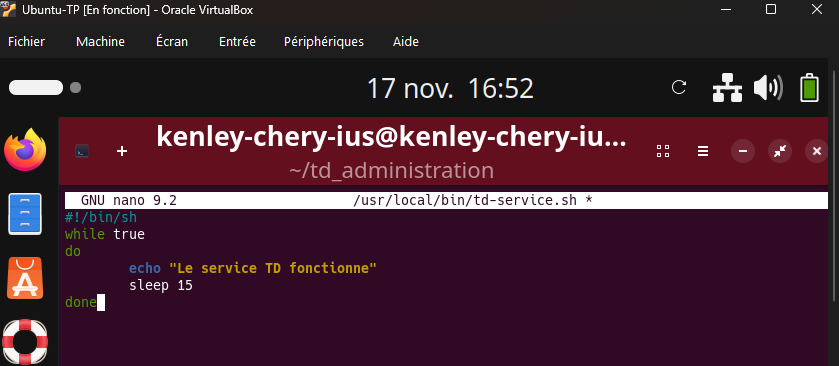 Ubuntu-TP [En fonction] - Oracle VirtualBox
Fichier Machine Écran Entrée Périphériques Aide
17 nov. 16:52
kenley-chery-ius@kenley-chery-iu...
~/td_administration
GNU nano 9.2 /usr/local/bin/td-service.sh *
#!/bin/sh
while true
do
echo "Le service TD fonctionne"
sleep 15
done